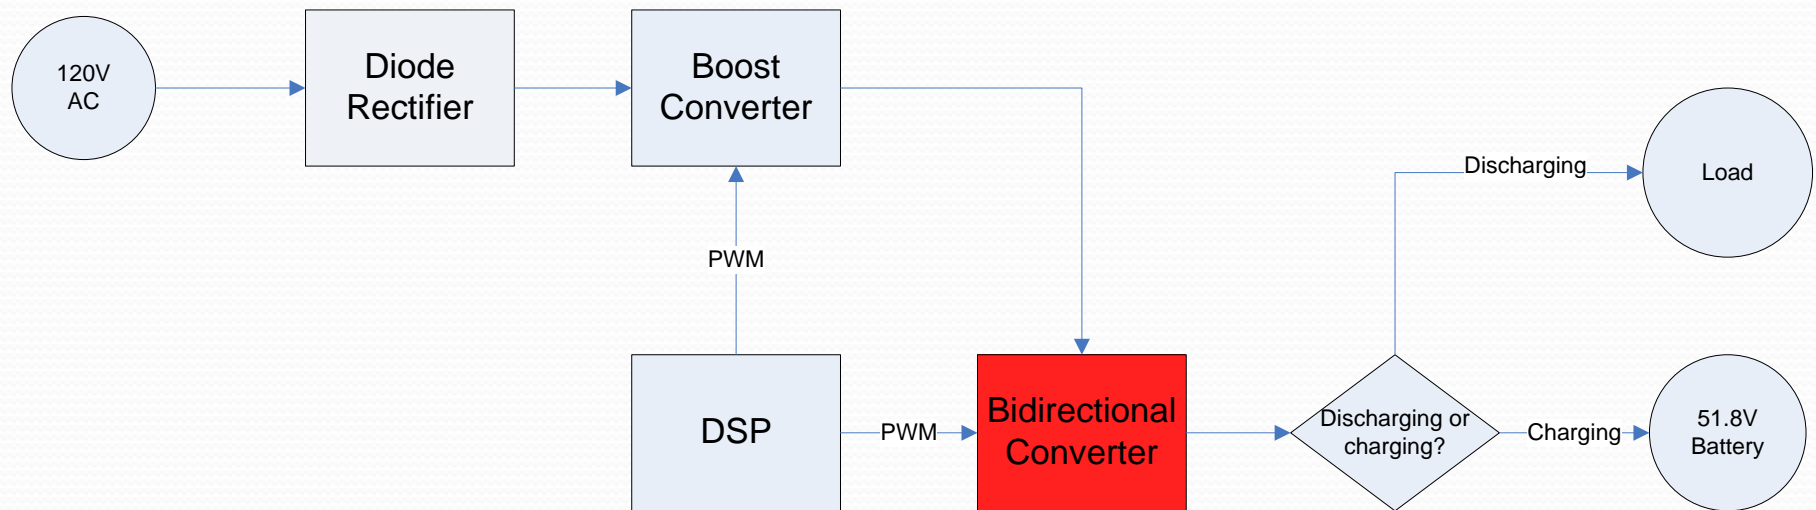 120V
AC
Diode
Rectifier
Boost
Converter
Discharging
Load
PWM
DSP
PWM
Bidirectional
Converter
Discharging or
charging?
Charging
51.8V
Battery